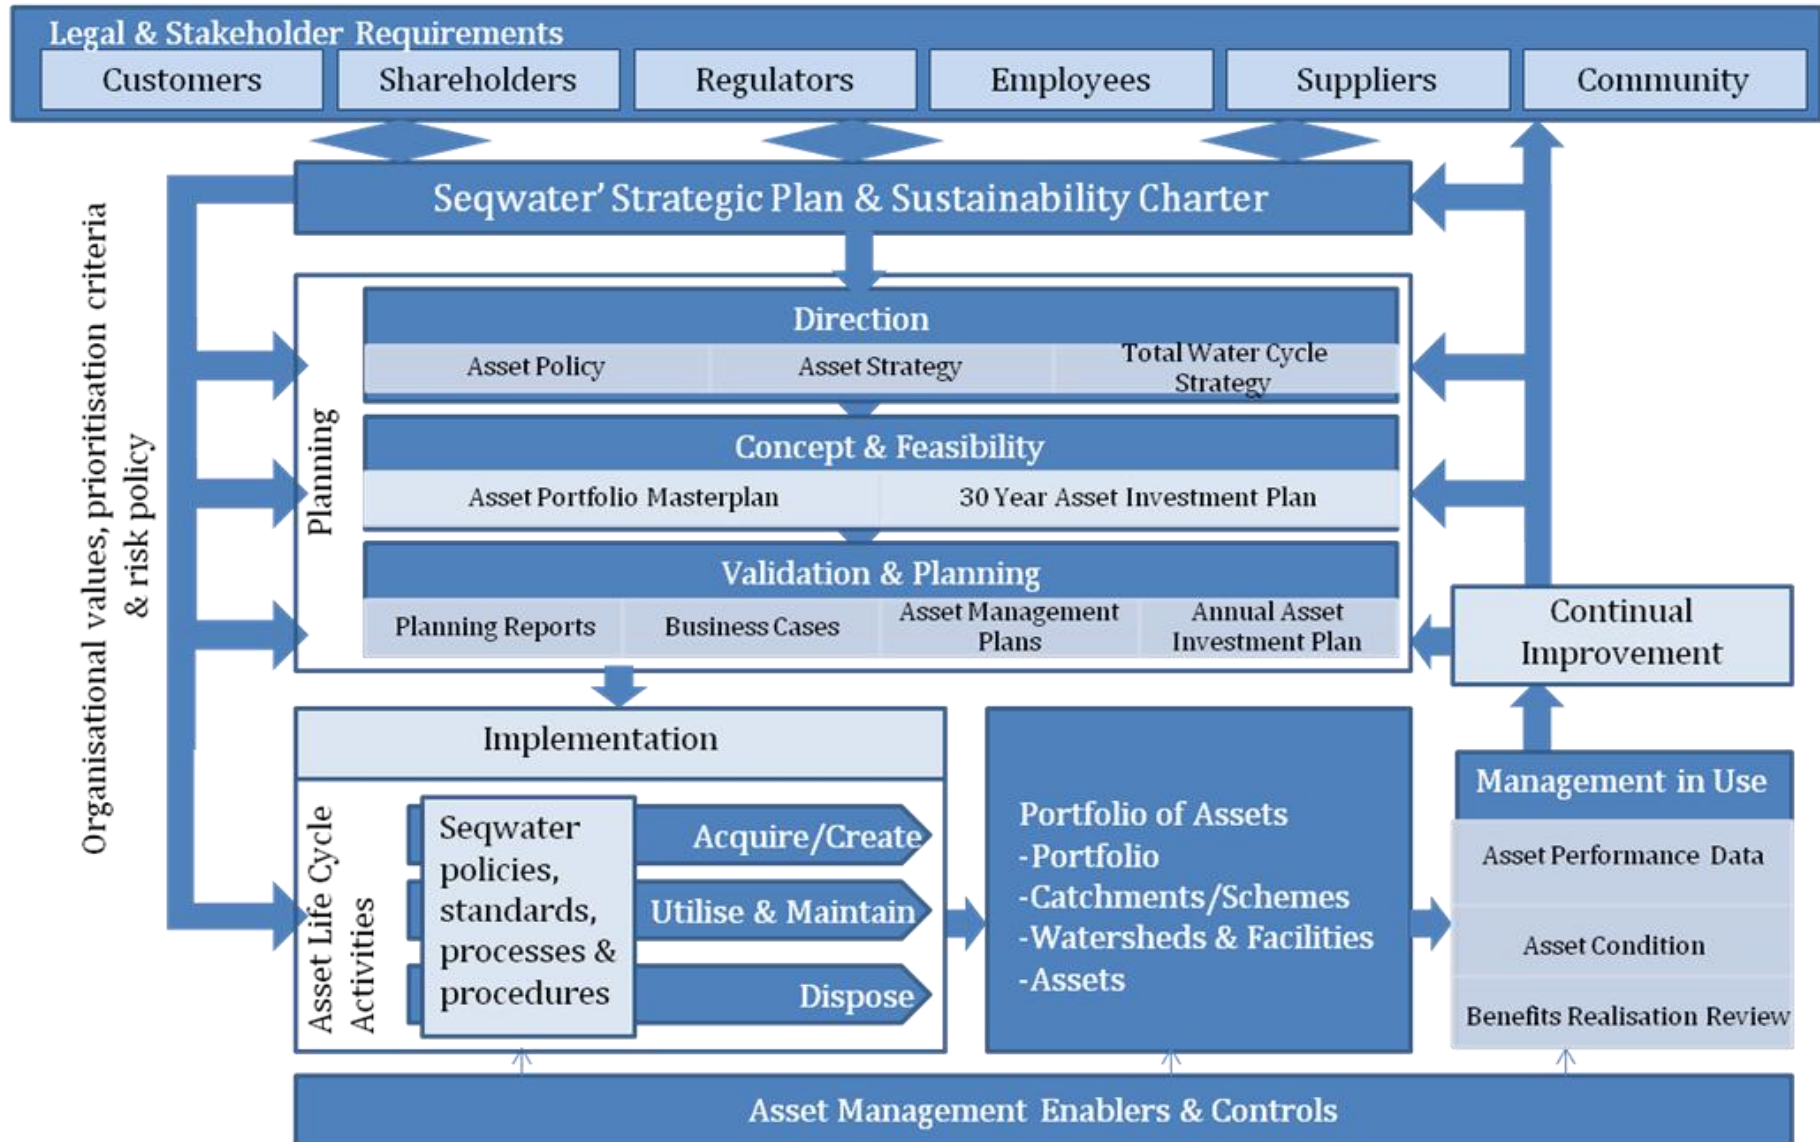 Legal & Stakeholder Requirements
Customers
Shareholders
Regulators
Employees
Suppliers
Community
Seqwater’ Strategic Plan & Sustainability Charter
Organisational values, prioritisation criteria
& risk policy
Planning
Direction
Asset Policy
Asset Strategy
Total Water Cycle
Strategy
Concept & Feasibility
Asset Portfolio Masterplan
30 Year Asset Investment Plan
Validation & Planning
Planning Reports
Business Cases
Asset Management
Plans
Annual Asset
Investment Plan
Continual
Improvement
Implementation
Asset Life Cycle
Activities
Seqwater
policies,
standards,
processes &
procedures
Acquire/Create
Utilise & Maintain
Dispose
Portfolio of Assets
-Portfolio
-Catchments/Schemes
-Watersheds & Facilities
-Assets
Management in Use
Asset Performance Data
Asset Condition
Benefits Realisation Review
Asset Management Enablers & Controls